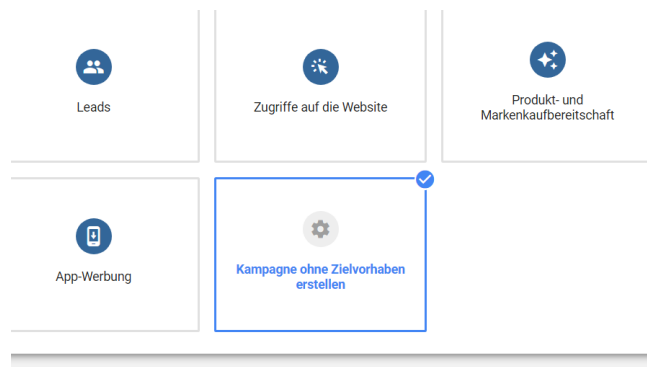 Leads
Zugriffe auf die Website
Produkt- und
Markenkaufbereitschaft
App-Werbung
Kampagne ohne Zielvorhaben
erstellen